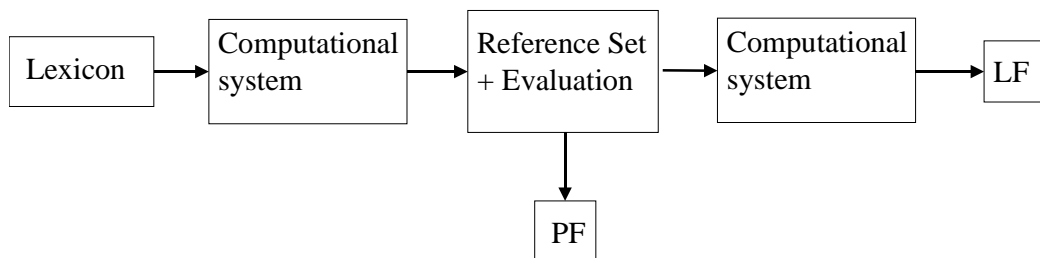 Lexicon
Computational
system
Reference Set
+ Evaluation
Computational
system
LF
PF